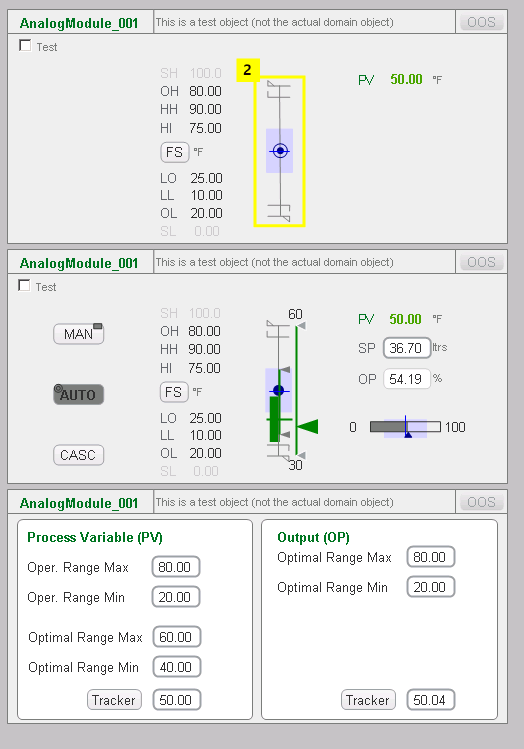 AnalogModule_001 This is a test object (not the actual domain object) OOS
Test
2
SH 100.0
PV 50.00 °F
OH 80.00
HH 90.00
HI 75.00
FS °F
LO 25.00
LL 10.00
OL 20.00
SL 0.00
AnalogModule_001 This is a test object (not the actual domain object) OOS
Test
SH 100.0 60
PV 50.00 °F
MAN OH 80.00
HH 90.00 SP 36.70 ltrs
HI 75.00 OP 54.19 %
AUTO FS °F
LO 25.00
0 100
LL 10.00
CASC OL 20.00
SL 0.00 30
AnalogModule_001 This is a test object (not the actual domain object) OOS
Process Variable (PV)
Oper. Range Max 80.00
Oper. Range Min 20.00
Optimal Range Max 60.00
Optimal Range Min 40.00
Tracker 50.00
Output (OP)
Optimal Range Max 80.00
Optimal Range Min 20.00
Tracker 50.04